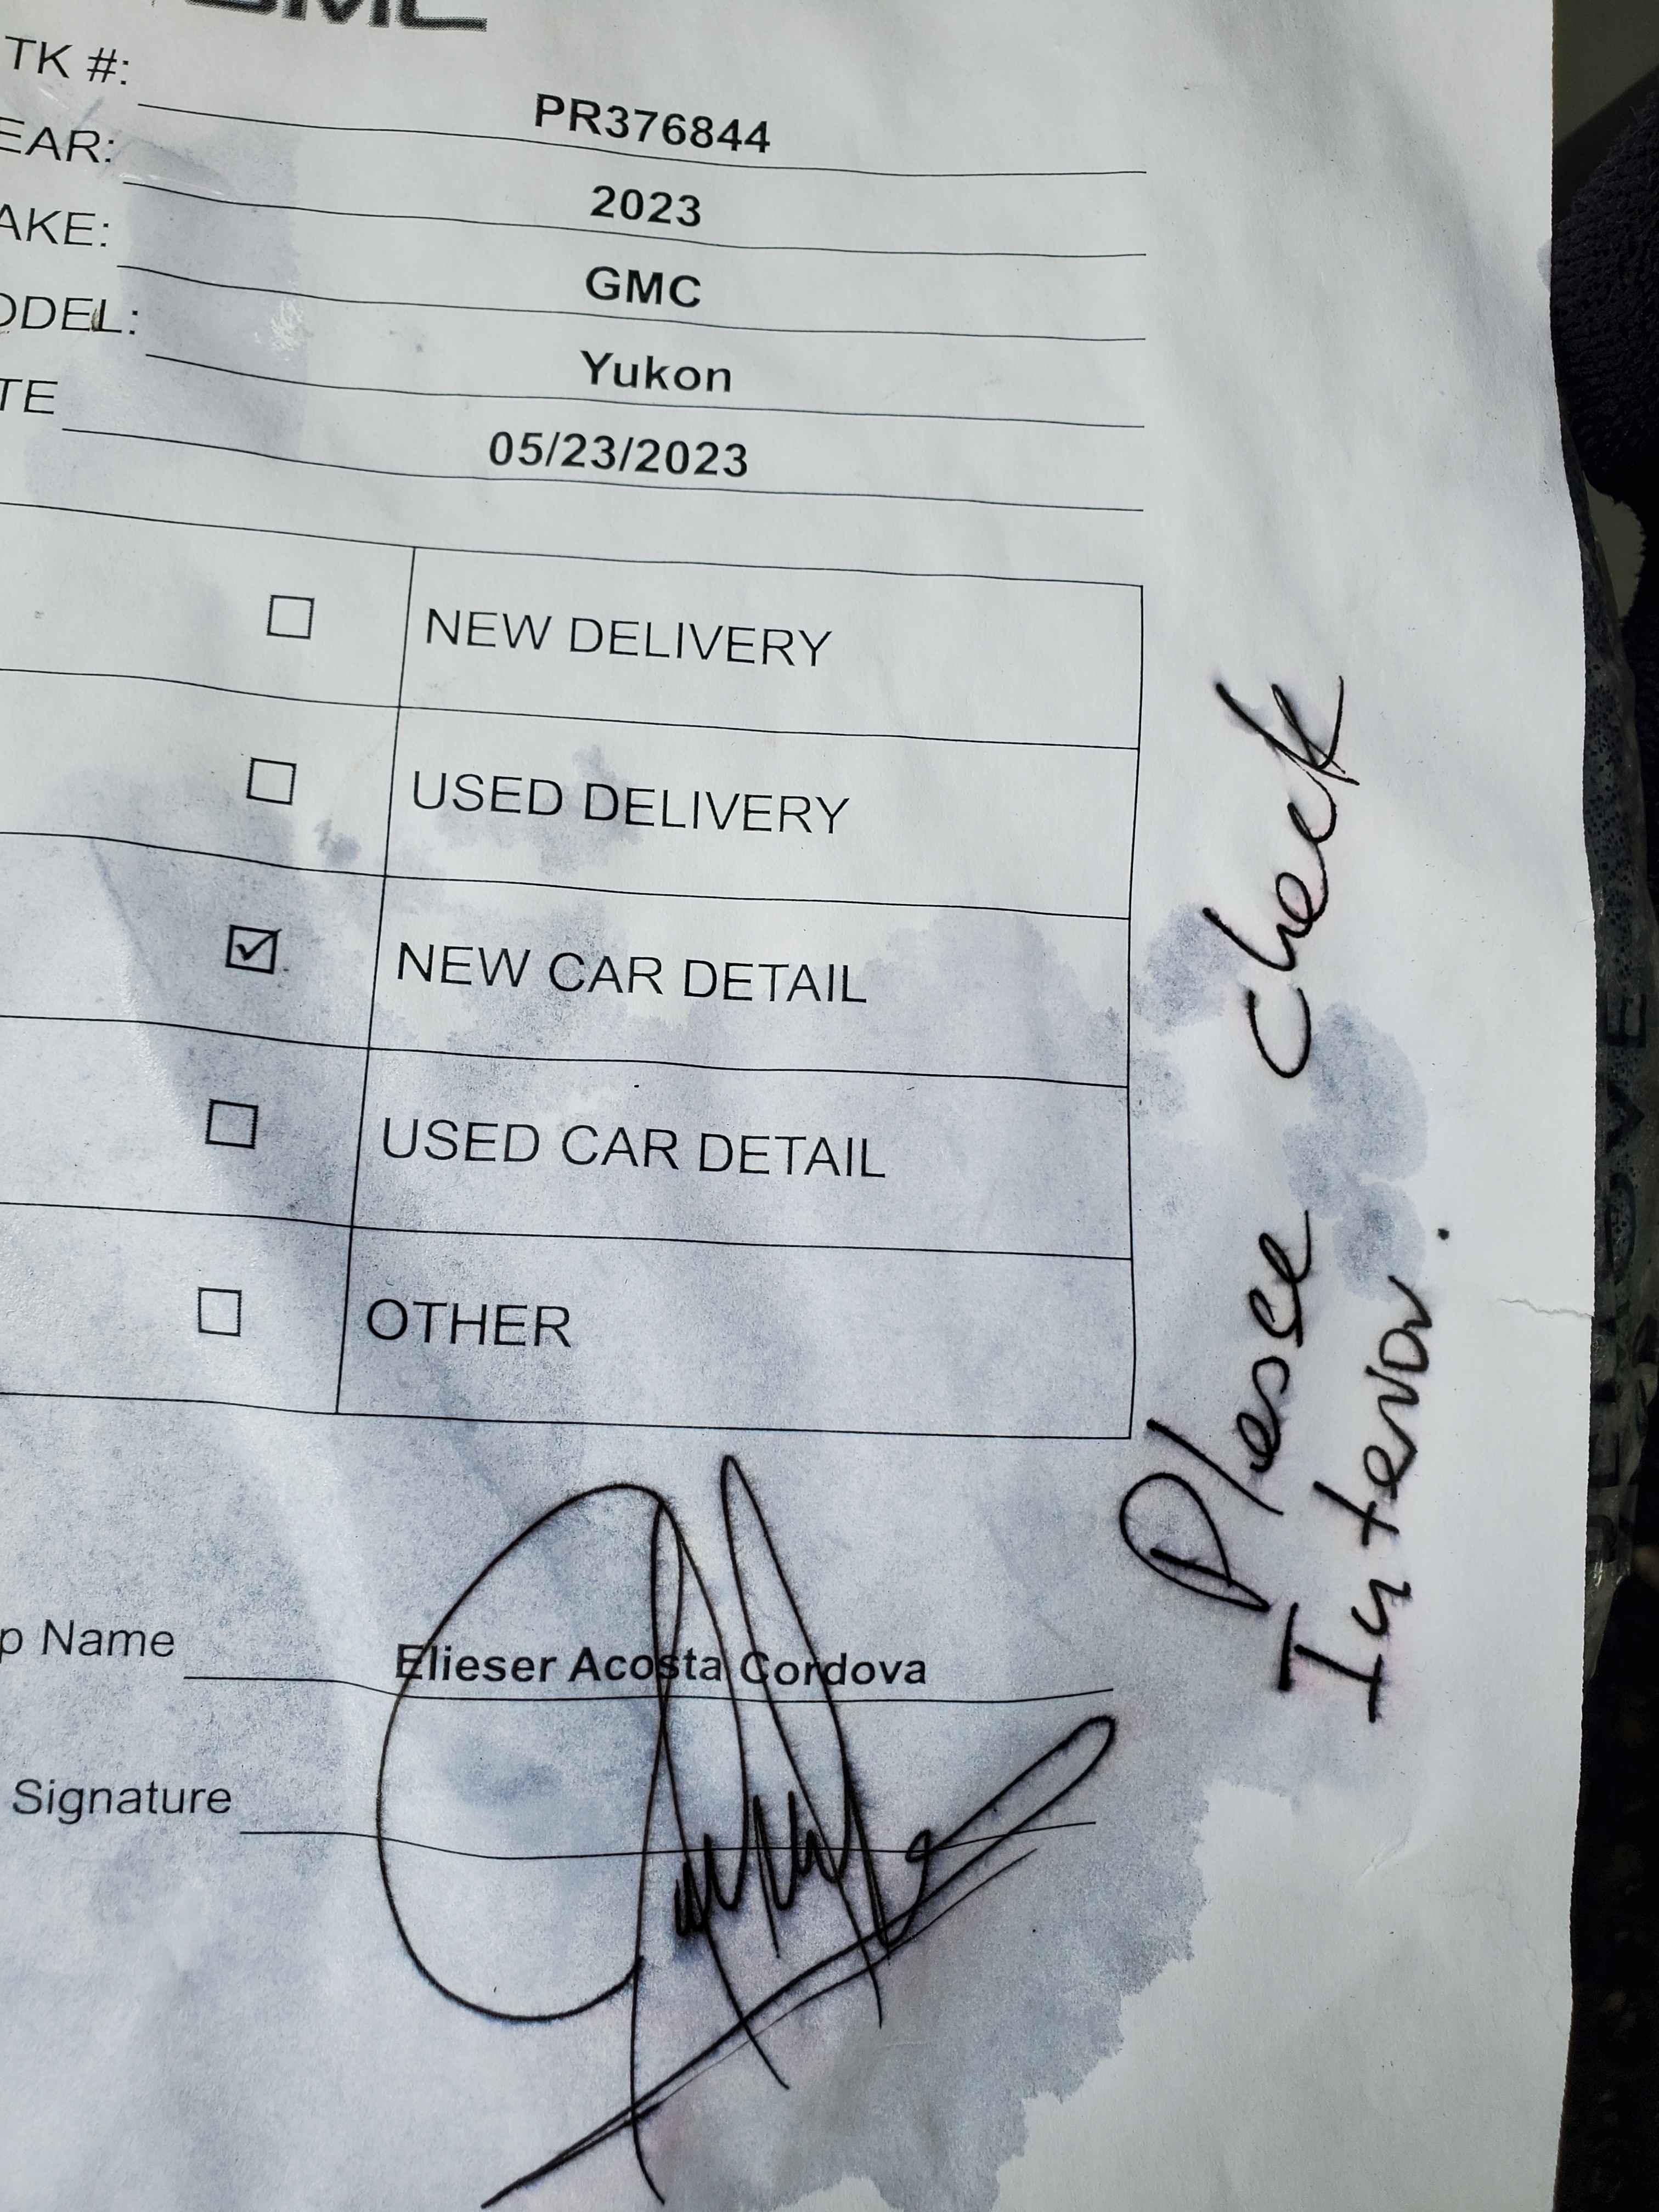 GMC
TK #: PR376844
EAR: 2023
AKE: GMC
ODEL: Yukon
TE 05/23/2023
☐ NEW DELIVERY
☐ USED DELIVERY
☑ NEW CAR DETAIL
☐ USED CAR DETAIL
☐ OTHER
p Name Elieser Acosta Cordova
Signature
Please check
Interior.